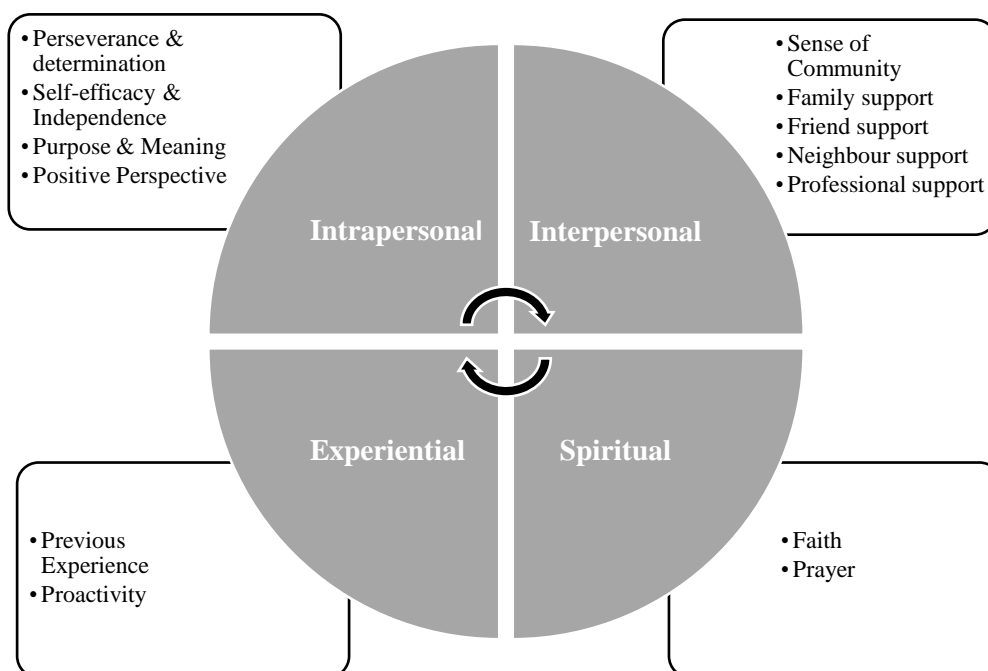 • Perseverance &
determination
• Self-efficacy &
Independence
• Purpose & Meaning
• Positive Perspective
• Sense of
Community
• Family support
• Friend support
• Neighbour support
• Professional support
Intrapersonal
Interpersonal
Experiential
Spiritual
• Previous
Experience
• Proactivity
• Faith
• Prayer